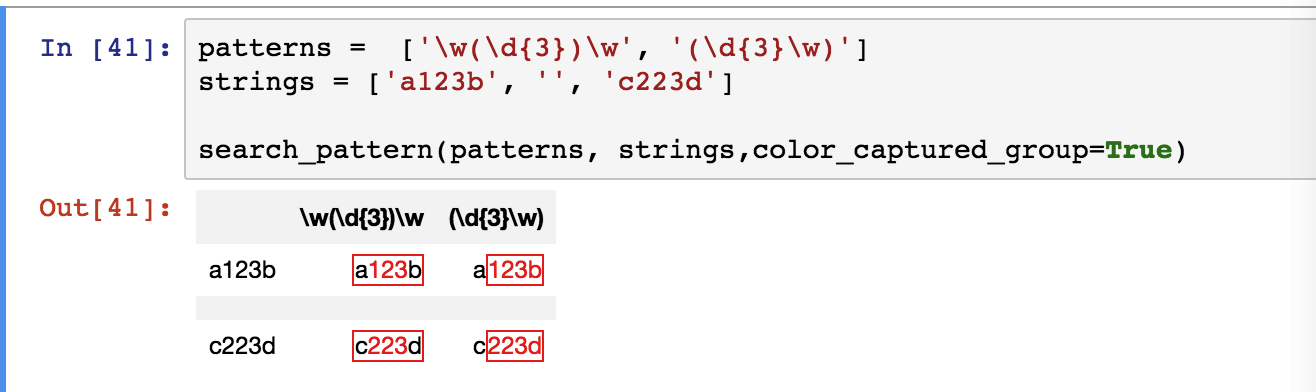 In [41]: patterns =  ['\w(\d{3})\w', '(\d{3}\w)']
strings = ['a123b', '', 'c223d']
search_pattern(patterns, strings,color_captured_group=True)
Out[41]:
\w(\d{3})\w (\d{3}\w)
a123b a123b a123b
c223d c223d c223d